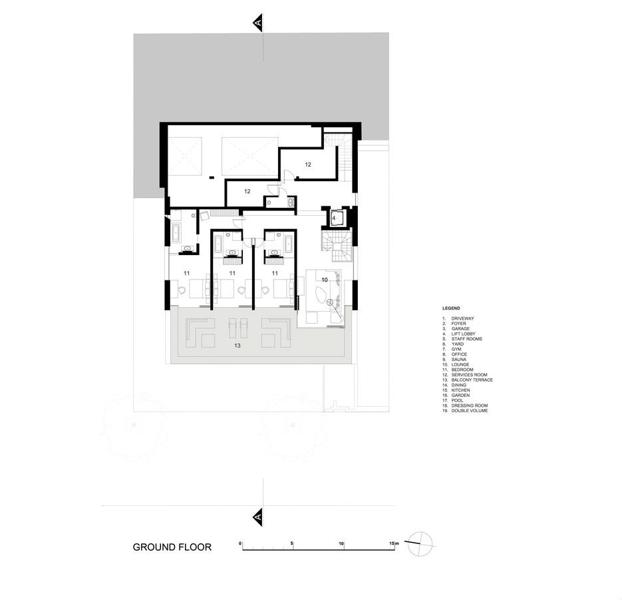 A
12
12
4
11
11
11
10
13
LEGEND
1. DRIVEWAY
2. FOYER
3. GARAGE
4. LIFT LOBBY
5. STAFF ROOMS
6. YARD
7. GYM
8. OFFICE
9. SAUNA
10. LOUNGE
11. BEDROOM
12. SERVICES ROOM
13. BALCONY TERRACE
14. DINING
15. KITCHEN
16. GARDEN
17. POOL
18. DRESSING ROOM
19. DOUBLE VOLUME
A
GROUND FLOOR
0 5 10 15m